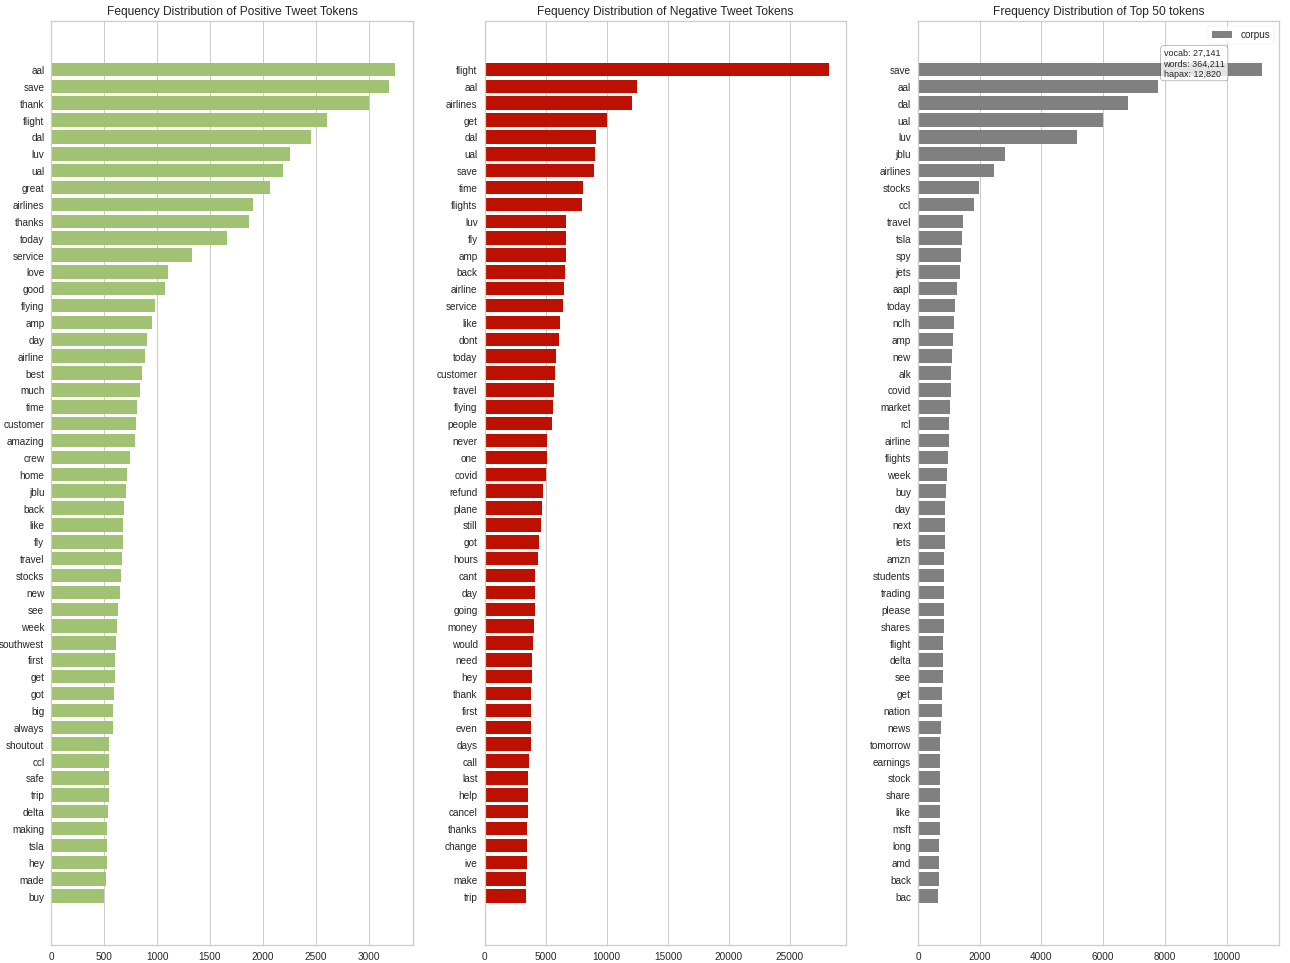 Fequency Distribution of Positive Tweet Tokens
aal
save
thank
flight
dal
luv
ual
great
airlines
thanks
today
service
love
good
flying
amp
day
airline
best
much
time
customer
amazing
crew
home
jblu
back
like
fly
travel
stocks
new
see
week
southwest
first
get
got
big
always
shoutout
ccl
safe
trip
delta
making
tsla
hey
made
buy
0 500 1000 1500 2000 2500 3000
Fequency Distribution of Negative Tweet Tokens
flight
aal
airlines
get
dal
ual
save
time
flights
luv
fly
amp
back
airline
service
like
dont
today
customer
travel
flying
people
never
one
covid
refund
plane
still
got
hours
cant
day
going
money
would
need
hey
thank
first
even
days
call
last
help
cancel
thanks
change
ive
make
trip
0 5000 10000 15000 20000 25000
Frequency Distribution of Top 50 tokens
corpus
vocab: 27,141
words: 364,211
hapax: 12,820
save
aal
dal
ual
luv
jblu
airlines
stocks
ccl
travel
tsla
spy
jets
aapl
today
nclh
amp
new
alk
covid
market
rcl
airline
flights
week
buy
day
next
lets
amzn
students
trading
please
shares
flight
delta
see
get
nation
news
tomorrow
earnings
stock
share
like
msft
long
amd
back
bac
0 2000 4000 6000 8000 10000